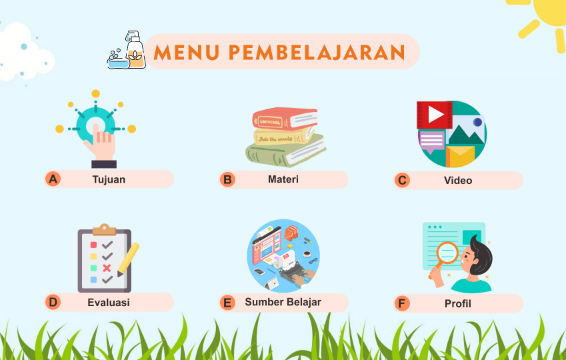 MENU PEMBELAJARAN
A Tujuan
B Materi
C Video
D Evaluasi
E Sumber Belajar
F Profil